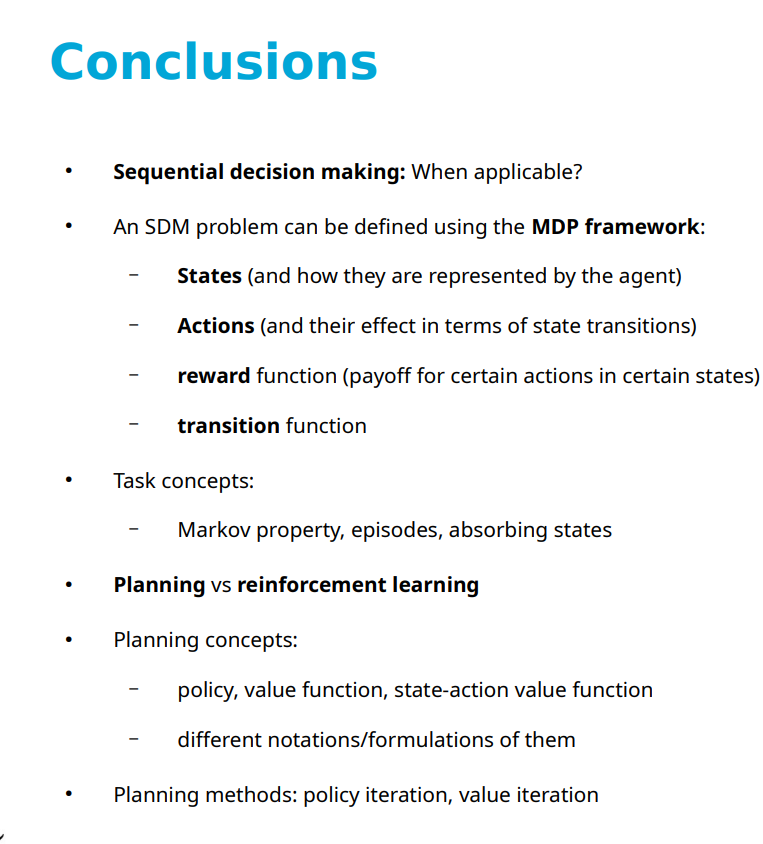 Conclusions
• Sequential decision making: When applicable?
• An SDM problem can be defined using the MDP framework:
– States (and how they are represented by the agent)
– Actions (and their effect in terms of state transitions)
– reward function (payoff for certain actions in certain states)
– transition function
• Task concepts:
– Markov property, episodes, absorbing states
• Planning vs reinforcement learning
• Planning concepts:
– policy, value function, state-action value function
– different notations/formulations of them
• Planning methods: policy iteration, value iteration